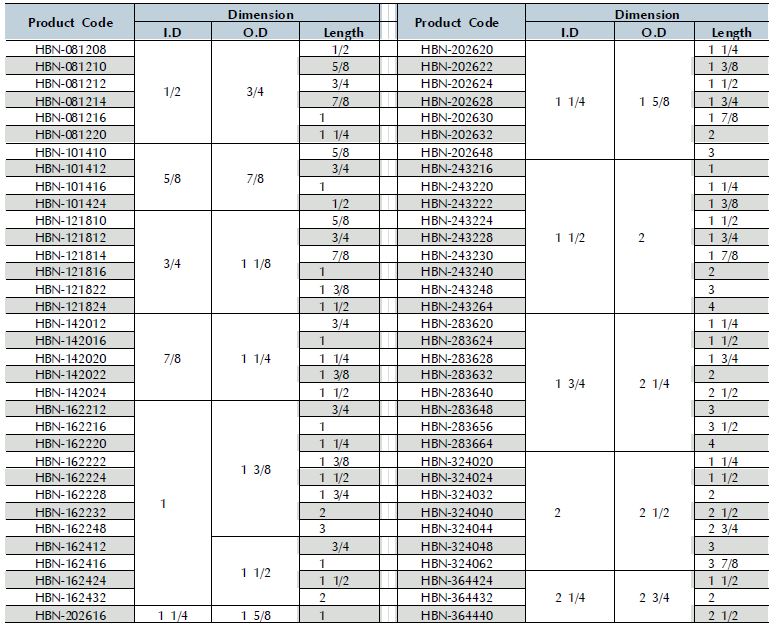 Product Code Dimension
I.D O.D Length
HBN-081208 1/2
HBN-081210 5/8
HBN-081212 1/2 3/4 3/4
HBN-081214 7/8
HBN-081216 1
HBN-081220 1 1/4
HBN-101410 5/8
HBN-101412 3/4
HBN-101416 5/8 7/8 1
HBN-101424 1/2
HBN-121810 5/8
HBN-121812 3/4
HBN-121814 3/4 1 1/8 7/8
HBN-121816 1
HBN-121822 1 3/8
HBN-121824 1 1/2
HBN-142012 3/4
HBN-142016 1
HBN-142020 7/8 1 1/4 1 1/4
HBN-142022 1 3/8
HBN-142024 1 1/2
HBN-162212 3/4
HBN-162216 1
HBN-162220 1 1/4
HBN-162222 1 3/8
HBN-162224 1 3/8 1 1/2
HBN-162228 1 3/4
HBN-162232 1 2
HBN-162248 3
HBN-162412 3/4
HBN-162416 1 1/2 1
HBN-162424 1 1/2
HBN-162432 2
HBN-202616 1 1/4 1 5/8 1
Product Code Dimension
I.D O.D Length
HBN-202620 1 1/4
HBN-202622 1 3/8
HBN-202624 1 1/2
HBN-202628 1 1/4 1 5/8 1 3/4
HBN-202630 1 7/8
HBN-202632 2
HBN-202648 3
HBN-243216 1
HBN-243220 1 1/4
HBN-243222 1 3/8
HBN-243224 1 1/2
HBN-243228 1 1/2 2 1 3/4
HBN-243230 1 7/8
HBN-243240 2
HBN-243248 3
HBN-243264 4
HBN-283620 1 1/4
HBN-283624 1 1/2
HBN-283628 1 3/4
HBN-283632 1 3/4 2 1/4 2
HBN-283640 2 1/2
HBN-283648 3
HBN-283656 3 1/2
HBN-283664 4
HBN-324020 1 1/4
HBN-324024 1 1/2
HBN-324032 2
HBN-324040 2 2 1/2 2 1/2
HBN-324044 2 3/4
HBN-324048 3
HBN-324062 3 7/8
HBN-364424 1 1/2
HBN-364432 2 1/4 2 3/4 2
HBN-364440 2 1/2